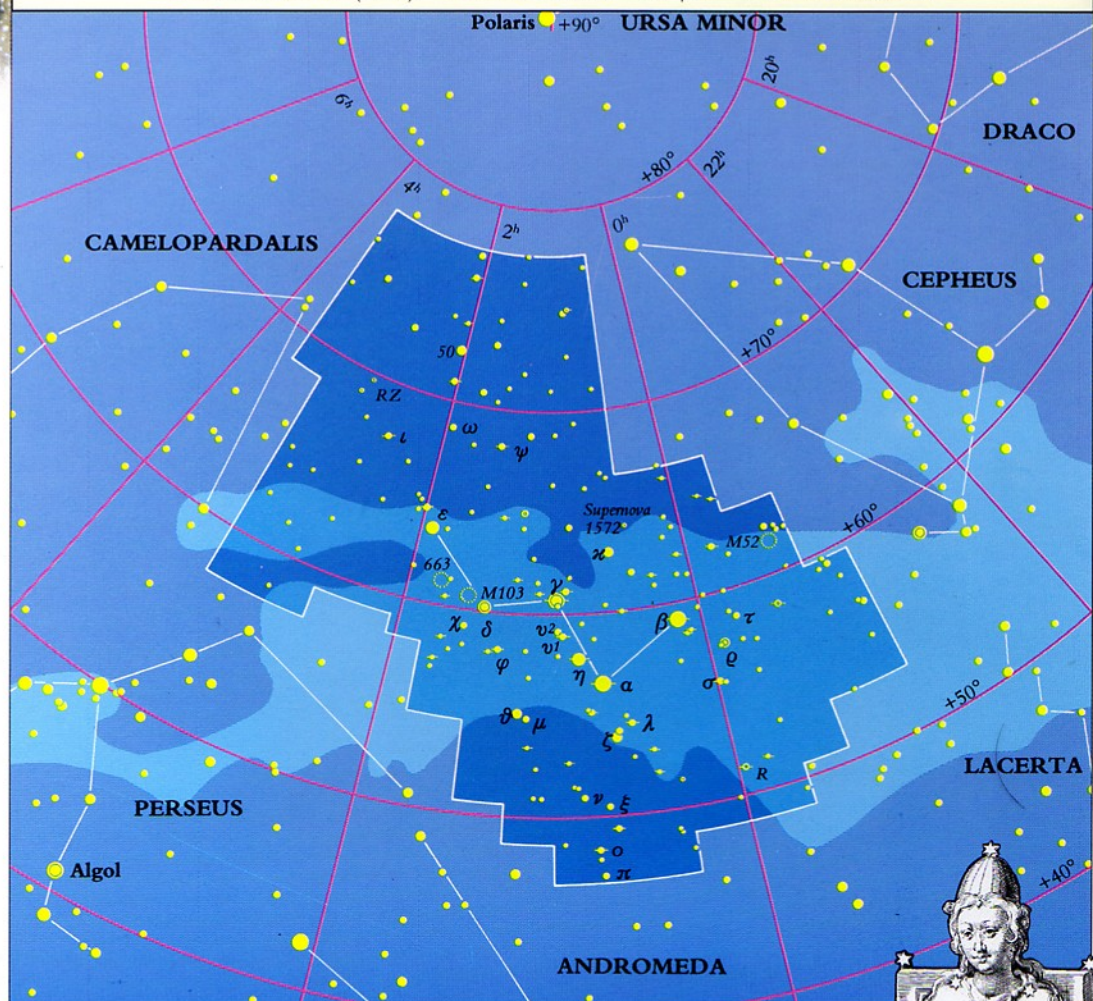 Polaris +90° URSA MINOR
20h
6h
DRACO
+80° 22h
4h
0h
2h
CAMELOPARDALIS
CEPHEUS
50
+70°
RZ
ω
ι
ψ
Supernova
1572
+60°
ε
M52
ϰ
663
M103
γ
δ
χ
β
τ
υ2
υ1
φ
ϱ
η
α
σ
+50°
ϑ μ
λ
ζ
R
LACERTA
ν ξ
PERSEUS
ο
Algol
π
+40°
ANDROMEDA